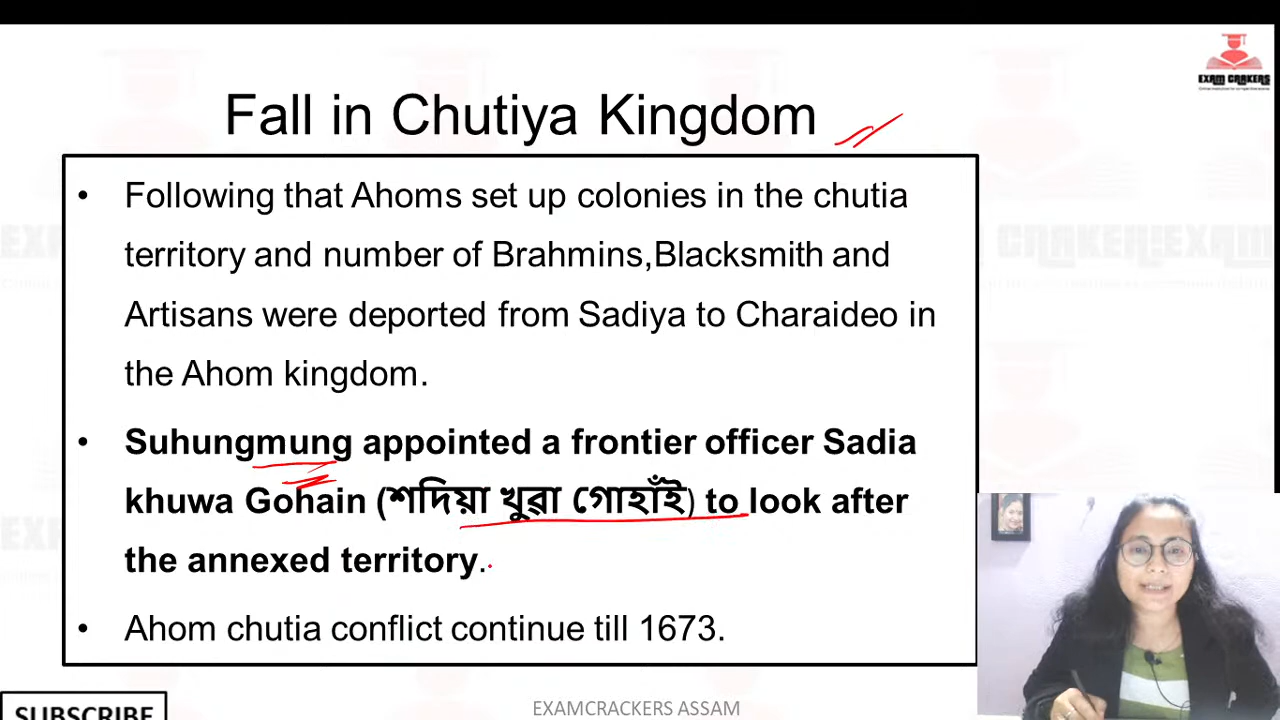 EXAM CRAKERS
Fall in Chutiya Kingdom
• Following that Ahoms set up colonies in the chutia
territory and number of Brahmins,Blacksmith and
Artisans were deported from Sadiya to Charaideo in
the Ahom kingdom.
• Suhungmung appointed a frontier officer Sadia
khuwa Gohain (শদিয়া খুৱা গোহাঁই) to look after
the annexed territory.
• Ahom chutia conflict continue till 1673.
SUBSCRIBE
EXAMCRACKERS ASSAM